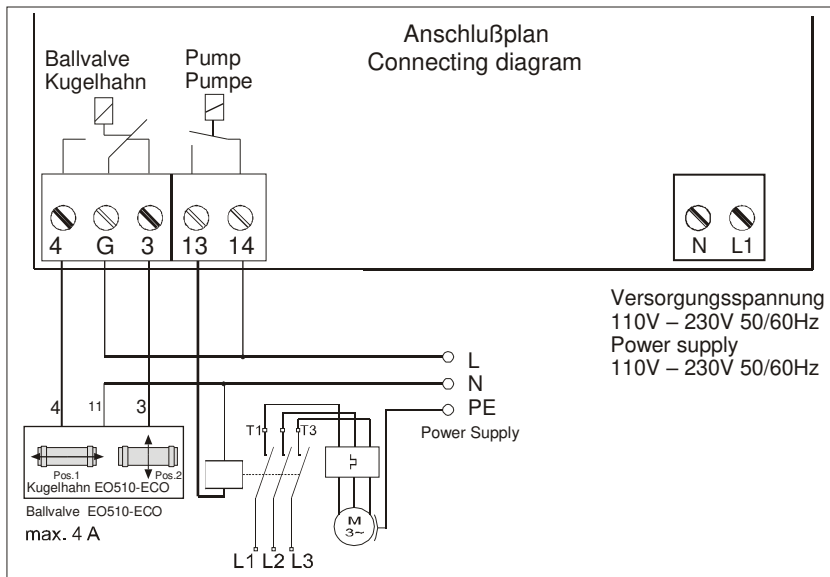 Anschlußplan
Connecting diagram
Ballvalve
Kugelhahn
Pump
Pumpe
4 G 3 13 14
N L1
Versorgungsspannung
110V – 230V 50/60Hz
Power supply
110V – 230V 50/60Hz
L
N
PE
Power Supply
4 11 3
T1 T3
Pos.1 Pos.2
Kugelhahn EO510-ECO
Ballvalve EO510-ECO
max. 4 A
M
3~
L1 L2 L3